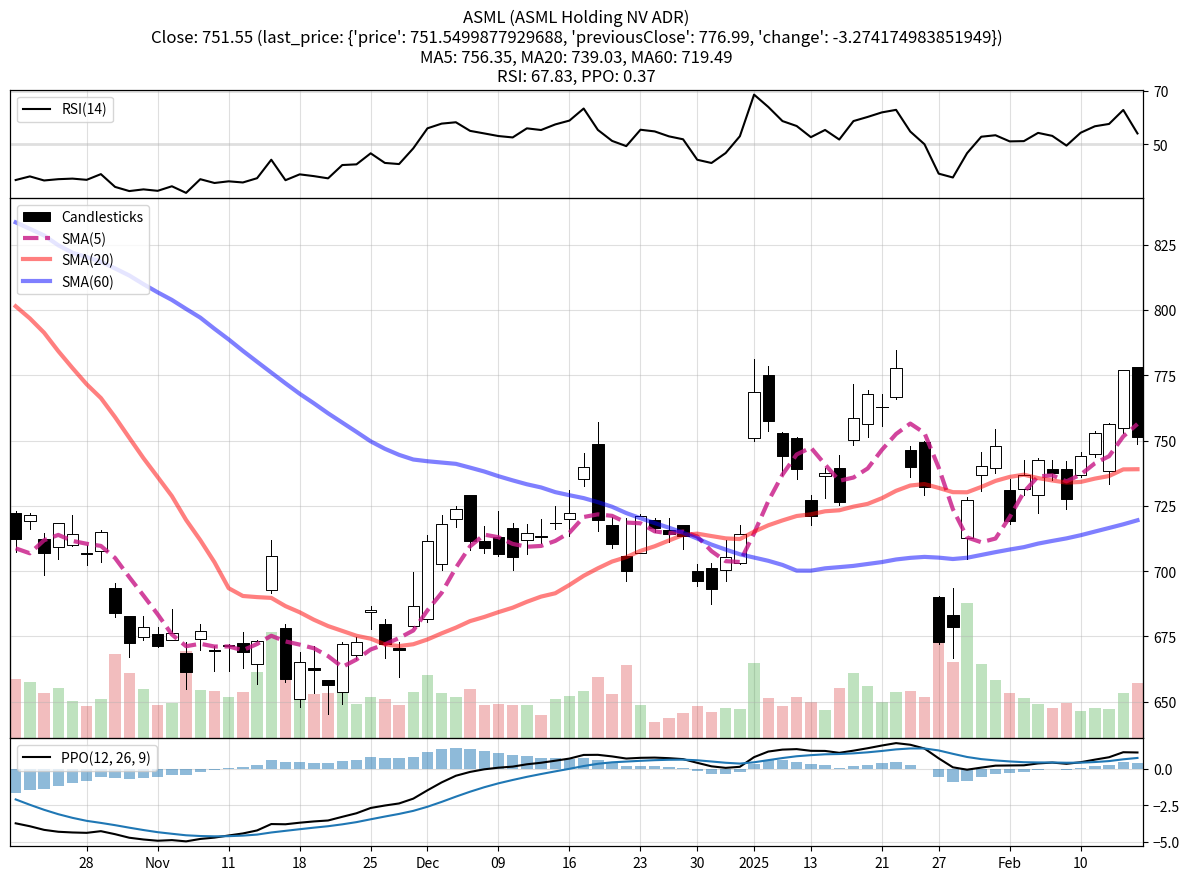 ASML (ASML Holding NV ADR)
Close: 751.55 (last_price: {'price': 751.5499877929688, 'previousClose': 776.99, 'change': -3.274174983851949})
MA5: 756.35, MA20: 739.03, MA60: 719.49
RSI: 67.83, PPO: 0.37
RSI(14)
70
50
Candlesticks
SMA(5)
SMA(20)
SMA(60)
825
800
775
750
725
700
675
650
PPO(12, 26, 9)
0.0
−2.5
−5.0
28 Nov 11 18 25 Dec 09 16 23 30 2025 13 21 27 Feb 10